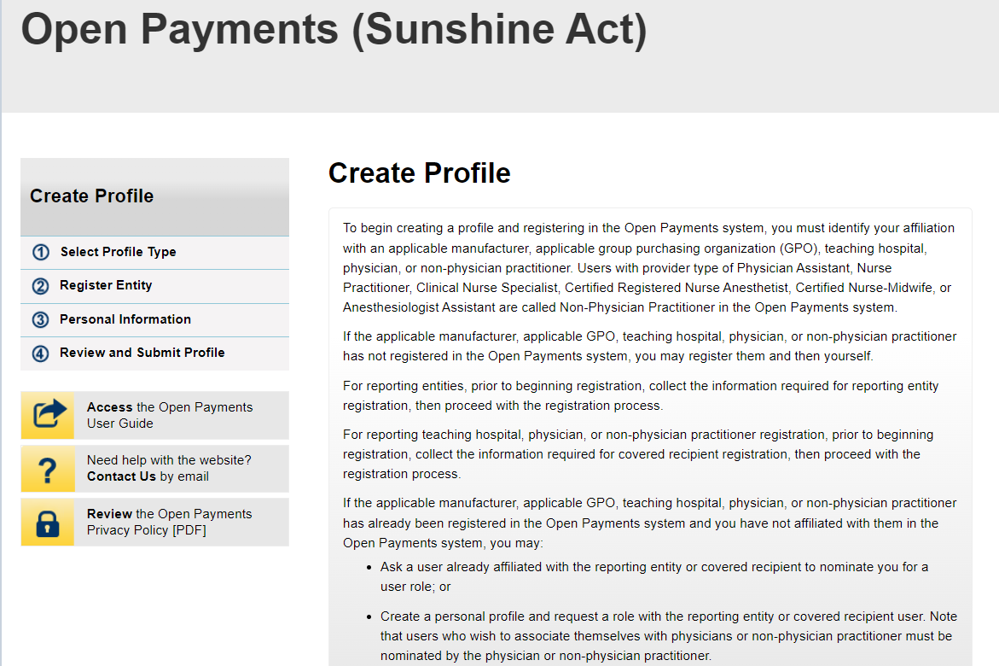 Open Payments (Sunshine Act)
Create Profile
1 Select Profile Type
2 Register Entity
3 Personal Information
4 Review and Submit Profile
Access the Open Payments
User Guide
? Need help with the website?
Contact Us by email
Review the Open Payments
Privacy Policy [PDF]
Create Profile
To begin creating a profile and registering in the Open Payments system, you must identify your affiliation
with an applicable manufacturer, applicable group purchasing organization (GPO), teaching hospital,
physician, or non-physician practitioner. Users with provider type of Physician Assistant, Nurse
Practitioner, Clinical Nurse Specialist, Certified Registered Nurse Anesthetist, Certified Nurse-Midwife, or
Anesthesiologist Assistant are called Non-Physician Practitioner in the Open Payments system.
If the applicable manufacturer, applicable GPO, teaching hospital, physician, or non-physician practitioner
has not registered in the Open Payments system, you may register them and then yourself.
For reporting entities, prior to beginning registration, collect the information required for reporting entity
registration, then proceed with the registration process.
For reporting teaching hospital, physician, or non-physician practitioner registration, prior to beginning
registration, collect the information required for covered recipient registration, then proceed with the
registration process.
If the applicable manufacturer, applicable GPO, teaching hospital, physician, or non-physician practitioner
has already been registered in the Open Payments system and you have not affiliated with them in the
Open Payments system, you may:
• Ask a user already affiliated with the reporting entity or covered recipient to nominate you for a
user role; or
• Create a personal profile and request a role with the reporting entity or covered recipient user. Note
that users who wish to associate themselves with physicians or non-physician practitioner must be
nominated by the physician or non-physician practitioner.